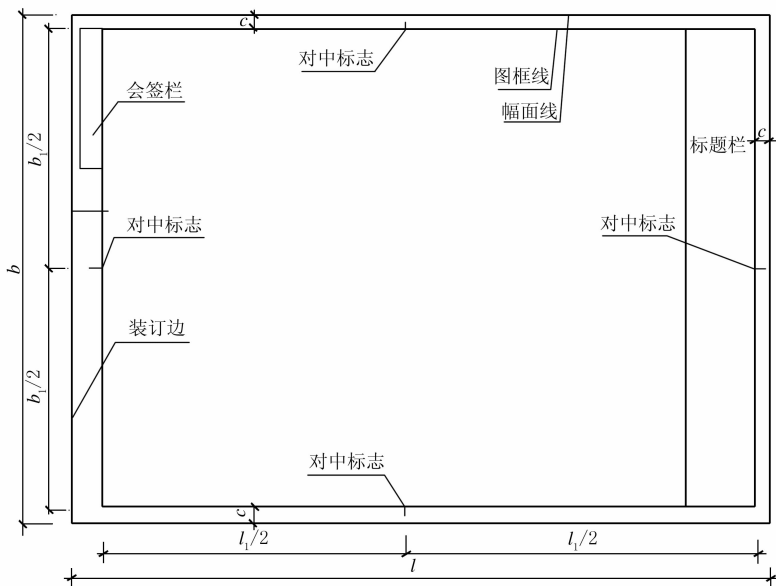 c
对中标志
图框线
会签栏
幅面线
b₁/2
标题栏
c
对中标志
对中标志
b
装订边
b₁/2
对中标志
c
l₁/2
l₁/2
l